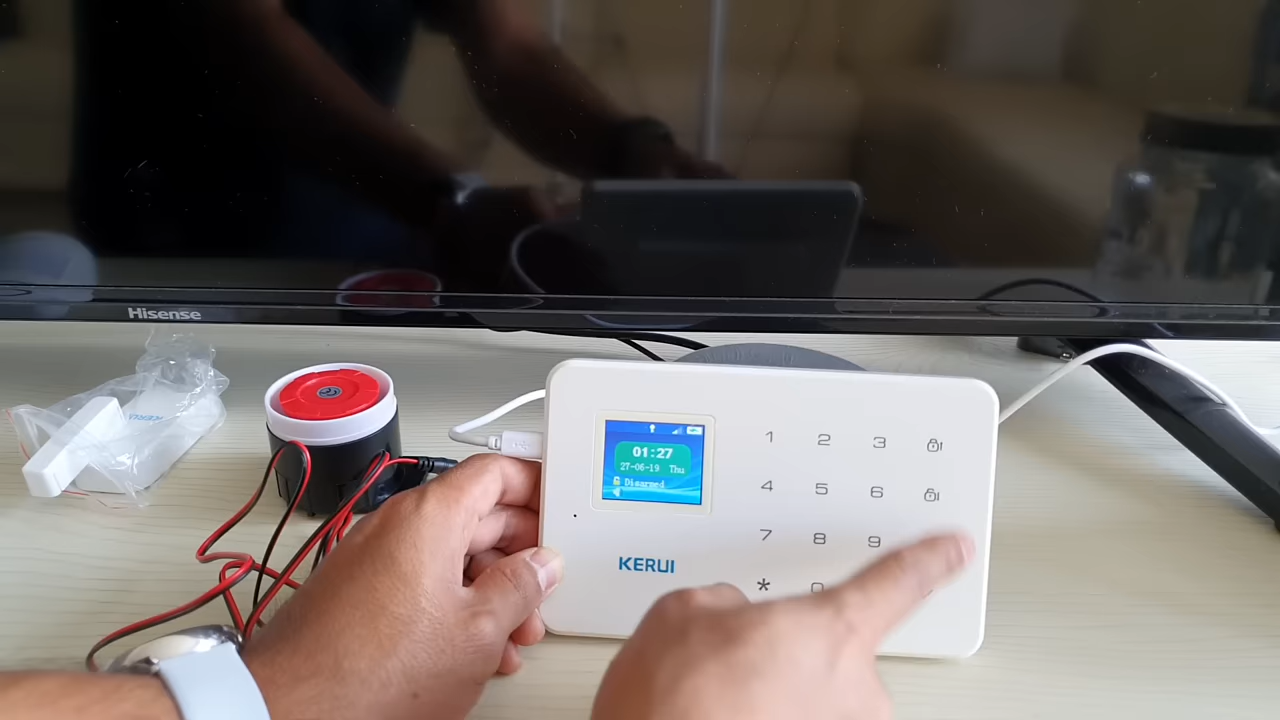 Hisense
KERUI
01:27
27-06-19 Thu
Disarmed
1 2 3
4 5 6
7 8 9
* 0
KERUI